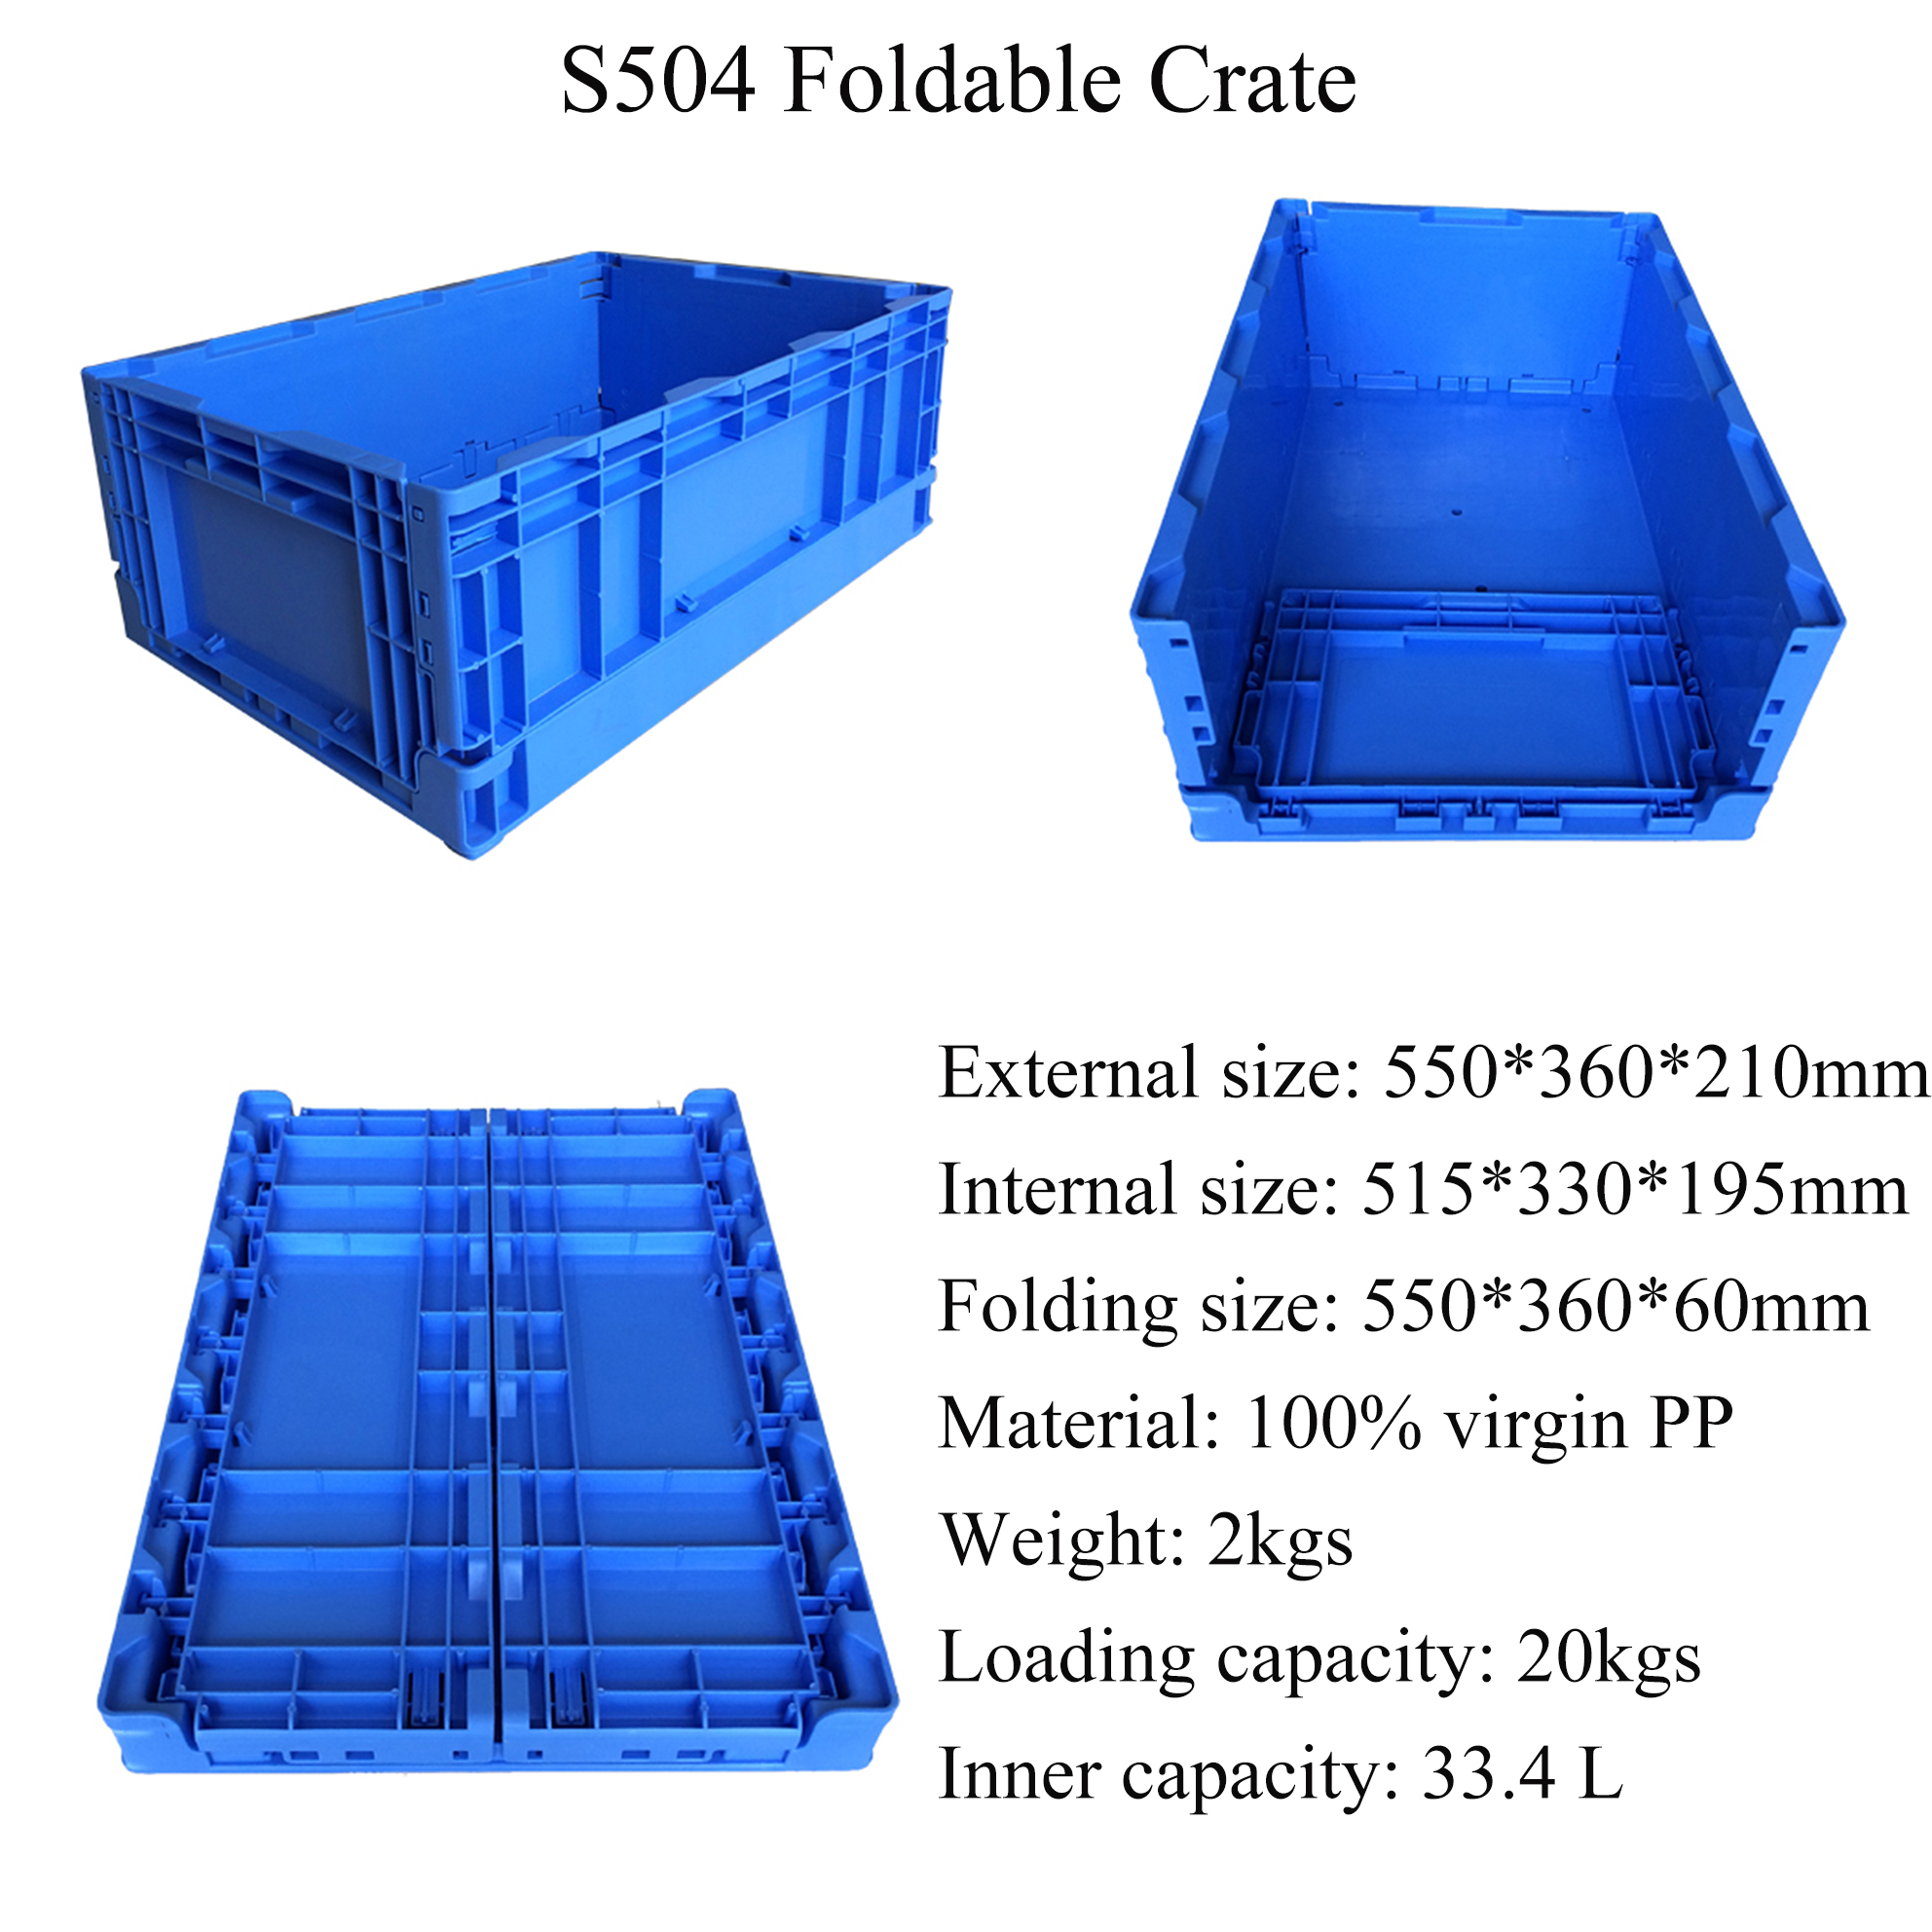 S504 Foldable Crate
External size: 550*360*210mm
Internal size: 515*330*195mm
Folding size: 550*360*60mm
Material: 100% virgin PP
Weight: 2kgs
Loading capacity: 20kgs
Inner capacity: 33.4 L